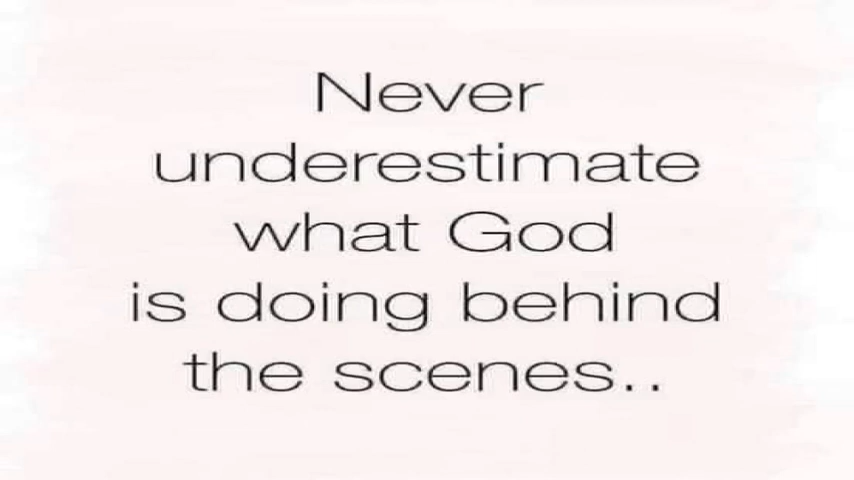 Never
underestimate
what God
is doing behind
the scenes..